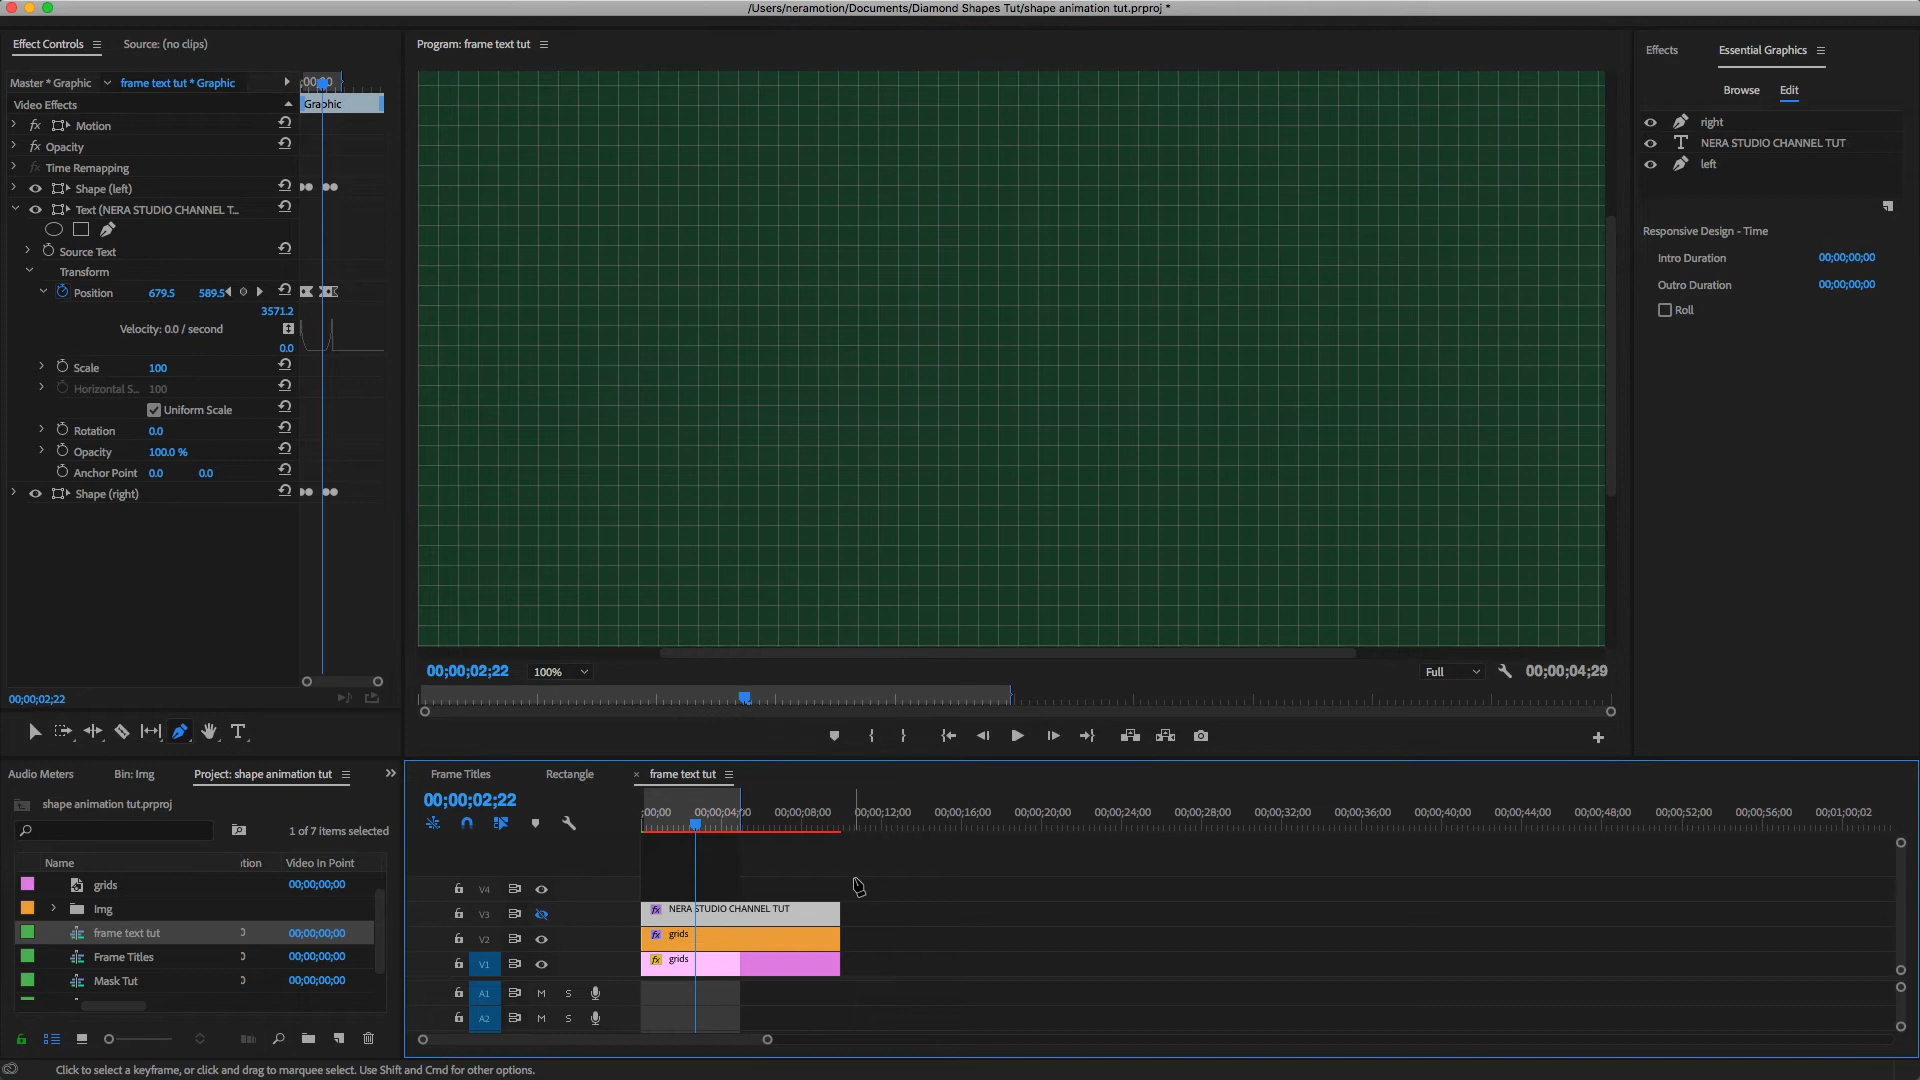 /Users/neramotion/Documents/Diamond Shapes Tut/shape animation tut.prproj *
Effect Controls
Source: (no clips)
Program: frame text tut
Effects
Essential Graphics
Master * Graphic
frame text tut * Graphic
Browse
Edit
Video Effects
Graphic
fx Motion
fx Opacity
fx Time Remapping
Shape (left)
Text (NERA STUDIO CHANNEL T...
Source Text
Transform
Position 679.5 589.5
3571.2
Velocity: 0.0 / second
0.0
Scale 100
Horizontal S... 100
Uniform Scale
Rotation 0.0
Opacity 100.0 %
Anchor Point 0.0 0.0
Shape (right)
right
T NERA STUDIO CHANNEL TUT
left
Responsive Design - Time
Intro Duration 00;00;00;00
Outro Duration 00;00;00;00
Roll
00;00;02;22
100%
Full
00;00;04;29
00;00;02;22
T
Audio Meters
Bin: Img
Project: shape animation tut
Frame Titles
Rectangle
× frame text tut
shape animation tut.prproj
1 of 7 items selected
Name
ation
Video In Point
grids 00;00;00;00
Img 00;00;00;00
frame text tut 00;00;00;00
Frame Titles 00;00;00;00
Mask Tut 00;00;00;00
00;00;02;22
;00;00 00;00;08;00 00;00;12;00 00;00;16;00 00;00;20;00 00;00;24;00 00;00;28;00 00;00;32;00 00;00;36;00 00;00;40;00 00;00;44;00 00;00;48;00 00;00;52;00 00;00;56;00 00;01;00;02
V4
V3 fx NERA STUDIO CHANNEL TUT
V2 fx grids
V1 fx grids
A1 M S
A2 M S
Click to select a keyframe, or click and drag to marquee select. Use Shift and Cmd for other options.